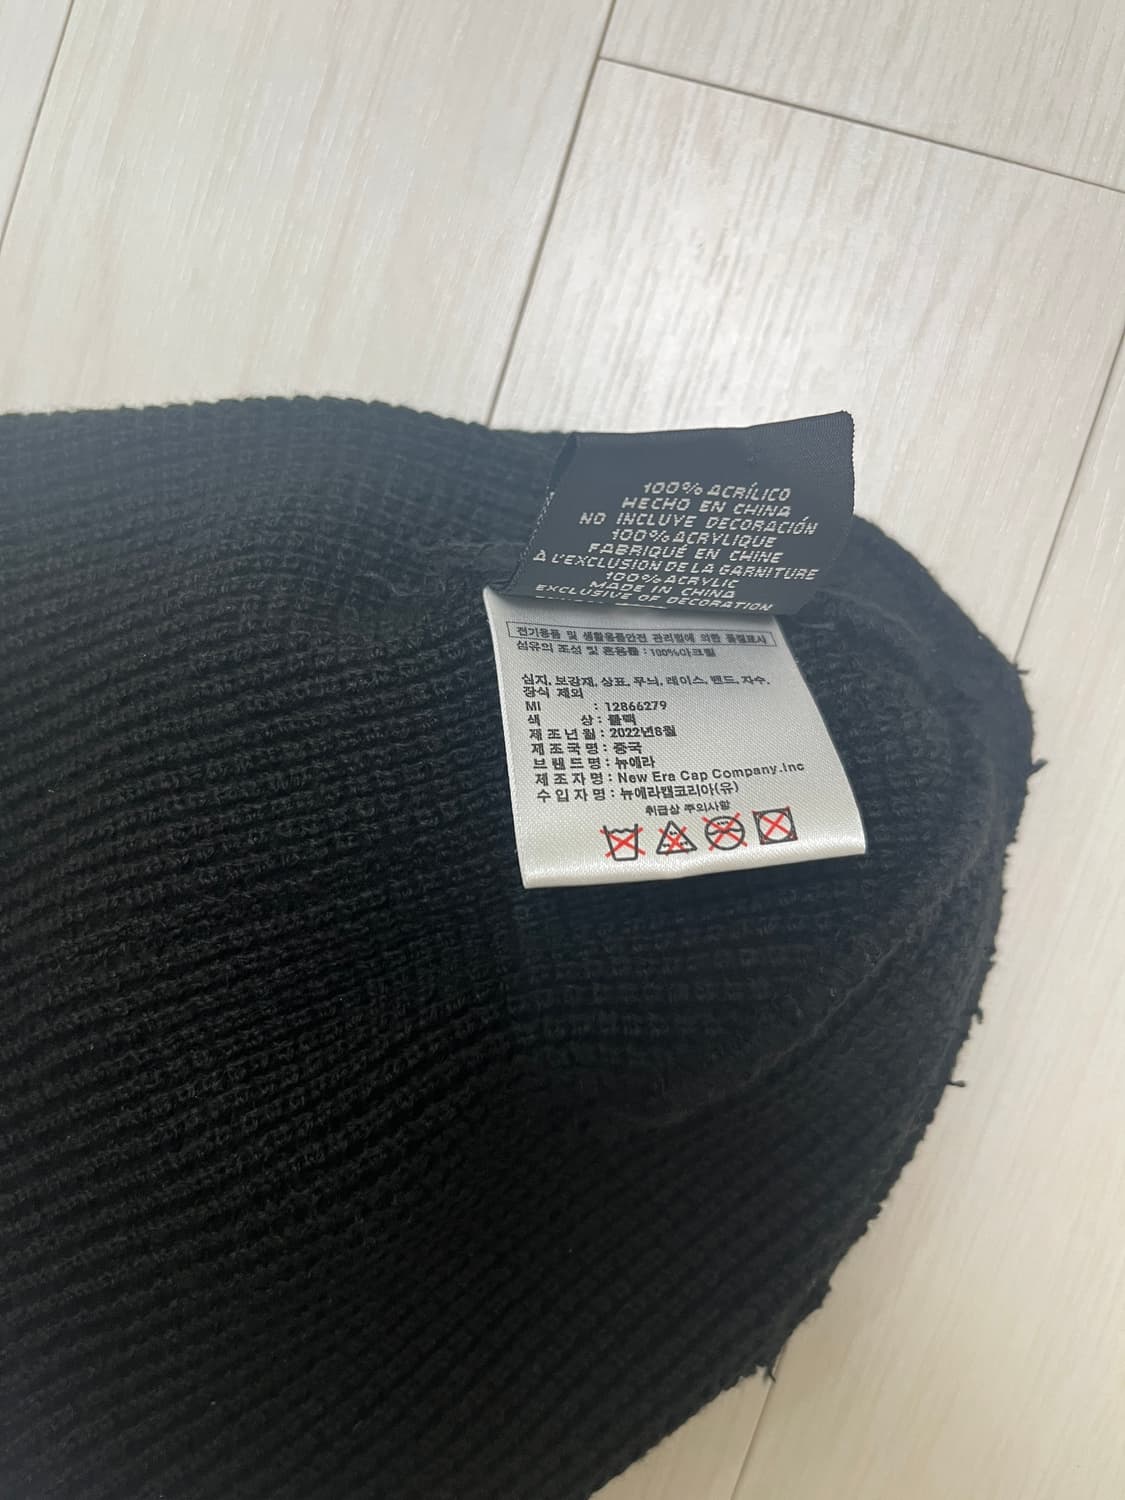 100% ACRÍLICO
HECHO EN CHINA
NO INCLUYE DECORACIÓN
100% ACRYLIQUE
FABRIQUÉ EN CHINE
À L'EXCLUSION DE LA GARNITURE
100% ACRYLIC
MADE IN CHINA
EXCLUSIVE OF DECORATION
전기용품 및 생활용품안전 관리법에 의한 품질표시
섬유의 조성 및 혼용률 : 100%아크릴
심지, 보강재, 상표, 무늬, 레이스, 밴드, 자수,
장식 제외
MI : 12866279
색 상 : 블랙
제 조 년 월 : 2022년8월
제 조 국 명 : 중국
브 랜 드 명 : 뉴에라
제 조 자 명 : New Era Cap Company.Inc
수 입 자 명 : 뉴에라캡코리아(유)
취급상 주의사항